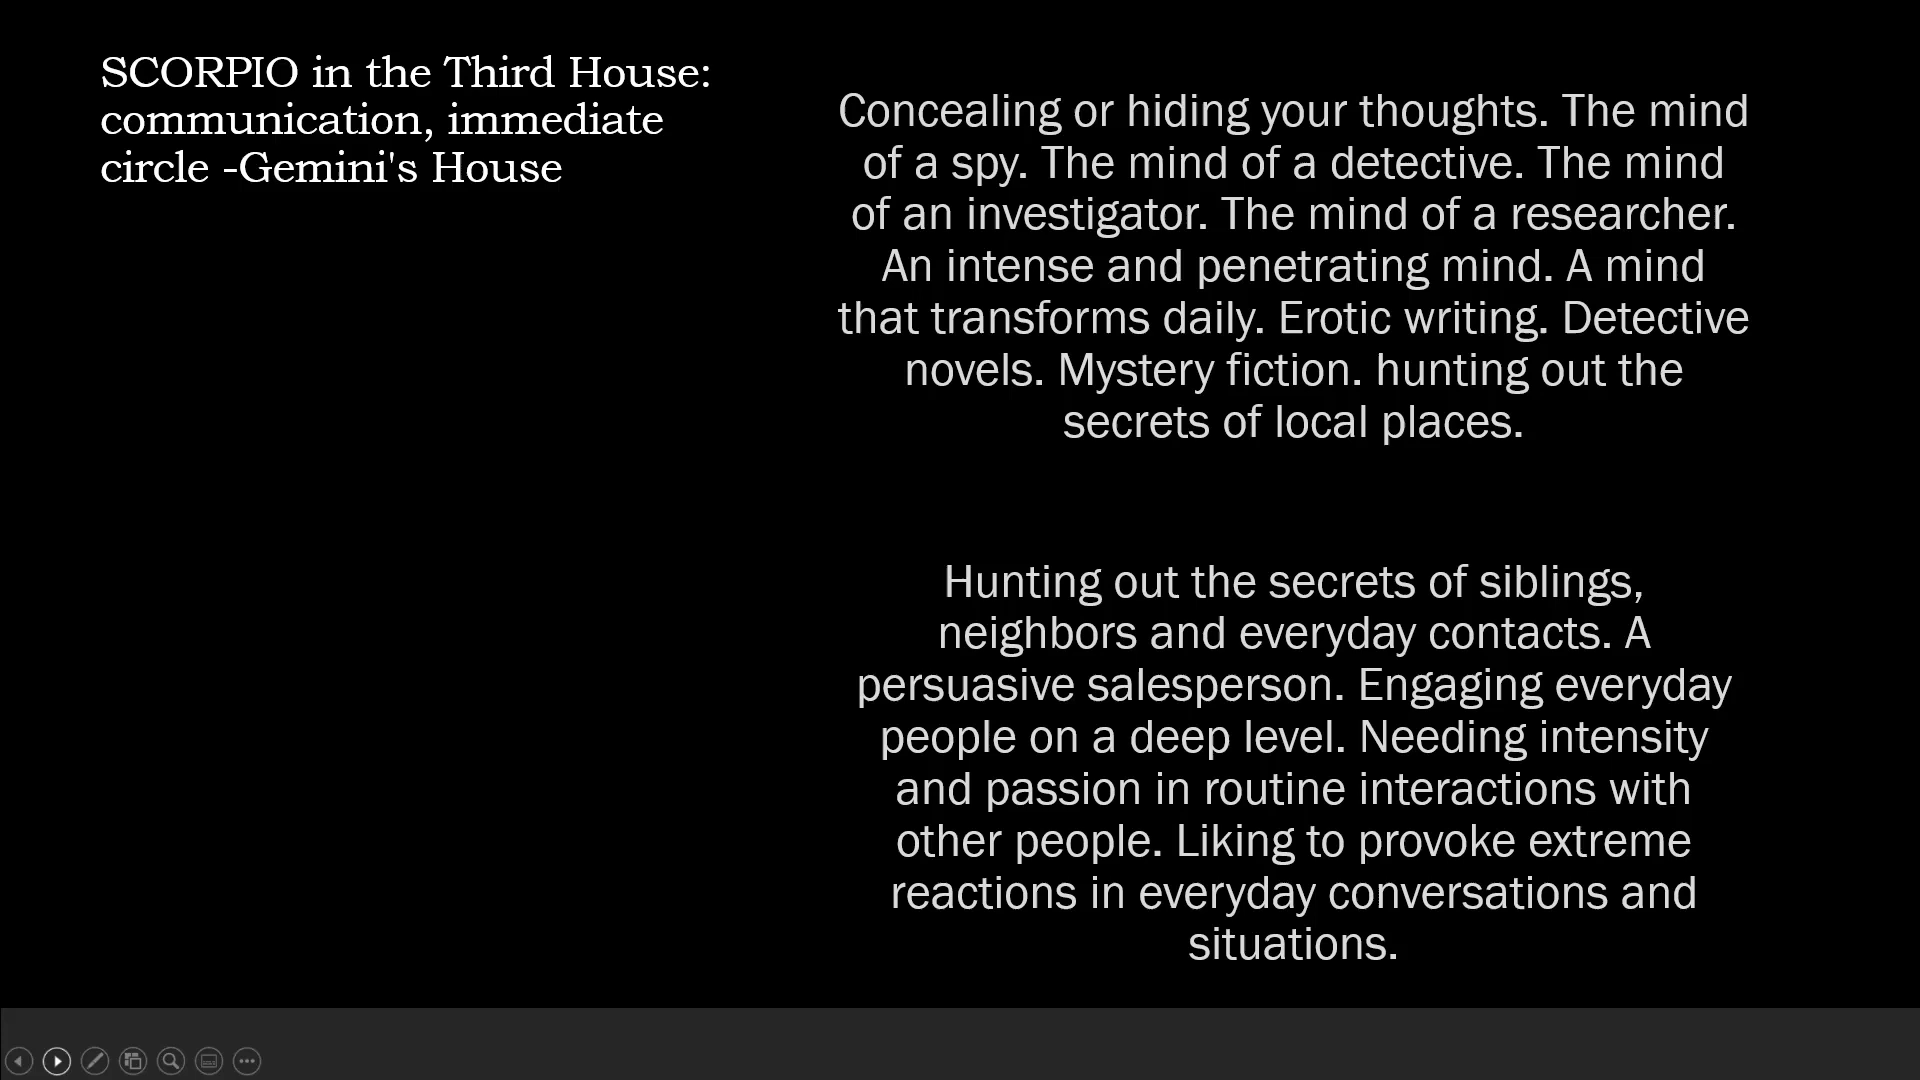 SCORPIO in the Third House:
communication, immediate
circle -Gemini's House
Concealing or hiding your thoughts. The mind
of a spy. The mind of a detective. The mind
of an investigator. The mind of a researcher.
An intense and penetrating mind. A mind
that transforms daily. Erotic writing. Detective
novels. Mystery fiction. hunting out the
secrets of local places.
Hunting out the secrets of siblings,
neighbors and everyday contacts. A
persuasive salesperson. Engaging everyday
people on a deep level. Needing intensity
and passion in routine interactions with
other people. Liking to provoke extreme
reactions in everyday conversations and
situations.